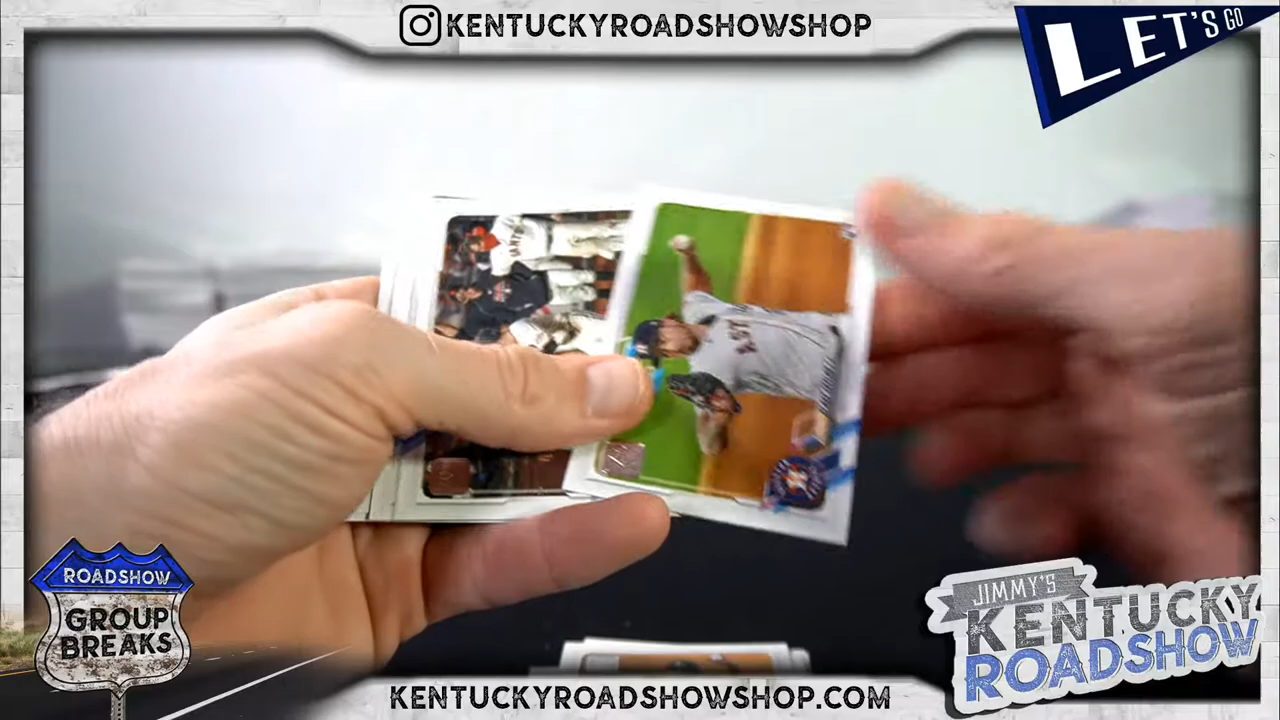 KENTUCKYROADSHOWSHOP
LET'S GO
ROADSHOW
GROUP
BREAKS
JIMMY'S
KENTUCKY
ROADSHOW
KENTUCKYROADSHOWSHOP.COM